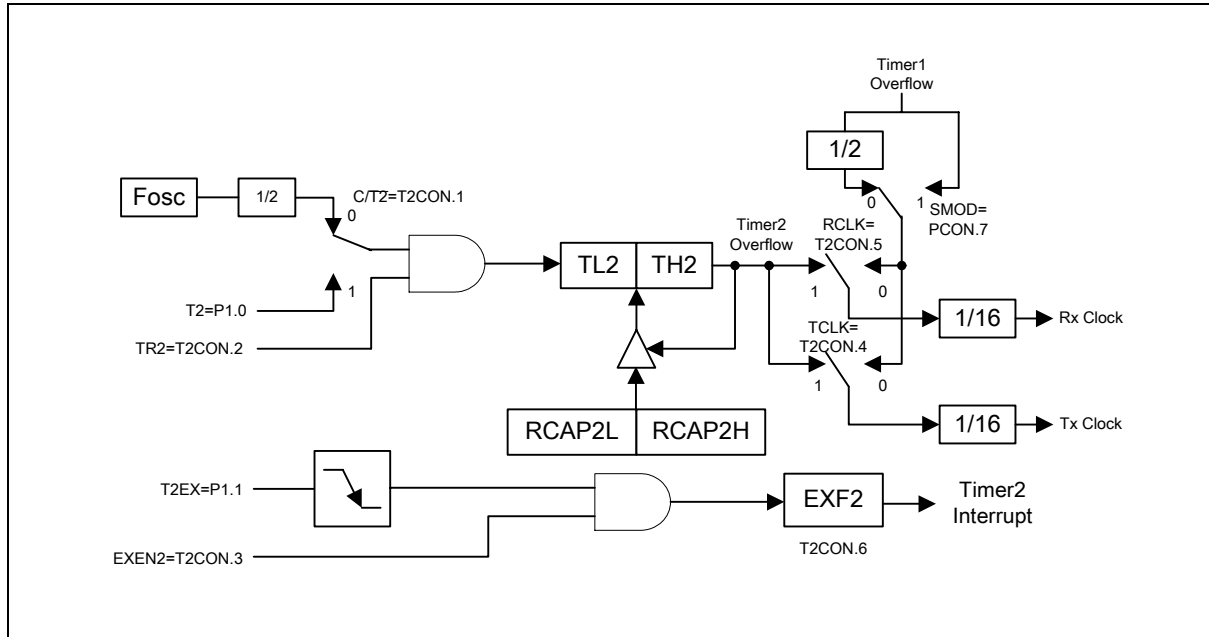 Timer1
Overflow
1/2
Fosc
1/2
C/T2=T2CON.1
0
0
1
SMOD=
PCON.7
Timer2
Overflow
RCLK=
T2CON.5
TL2
TH2
1
0
T2=P1.0
1
1/16
Rx Clock
TR2=T2CON.2
TCLK=
T2CON.4
1
0
RCAP2L
RCAP2H
1/16
Tx Clock
T2EX=P1.1
EXF2
Timer2
Interrupt
EXEN2=T2CON.3
T2CON.6